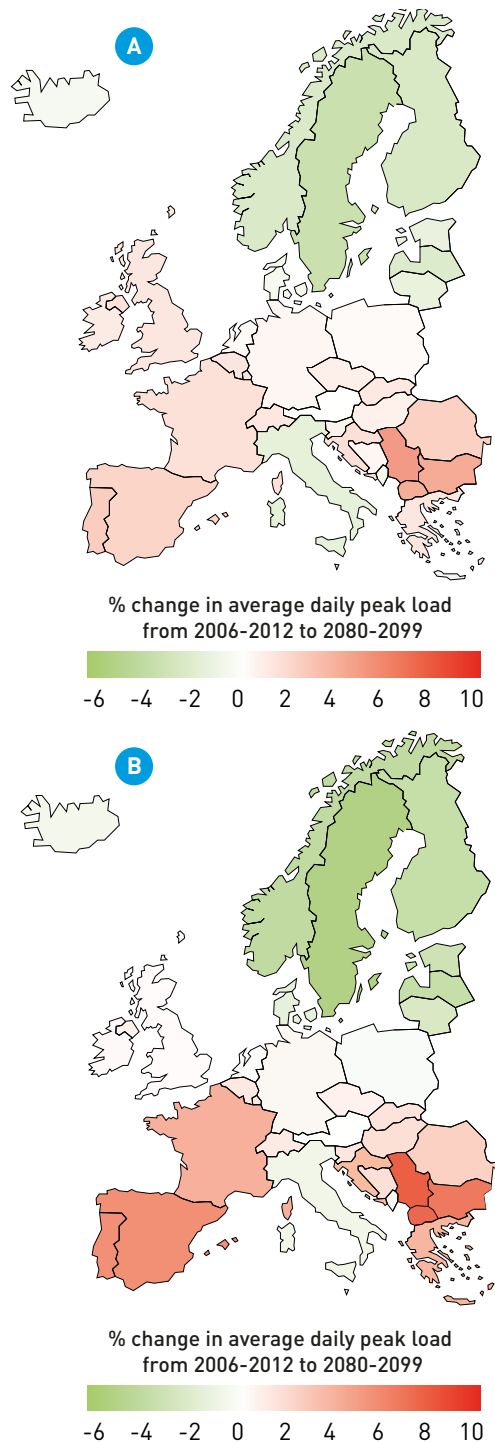 A
% change in average daily peak load
from 2006-2012 to 2080-2099
-6 -4 -2 0 2 4 6 8 10
B
% change in average daily peak load
from 2006-2012 to 2080-2099
-6 -4 -2 0 2 4 6 8 10